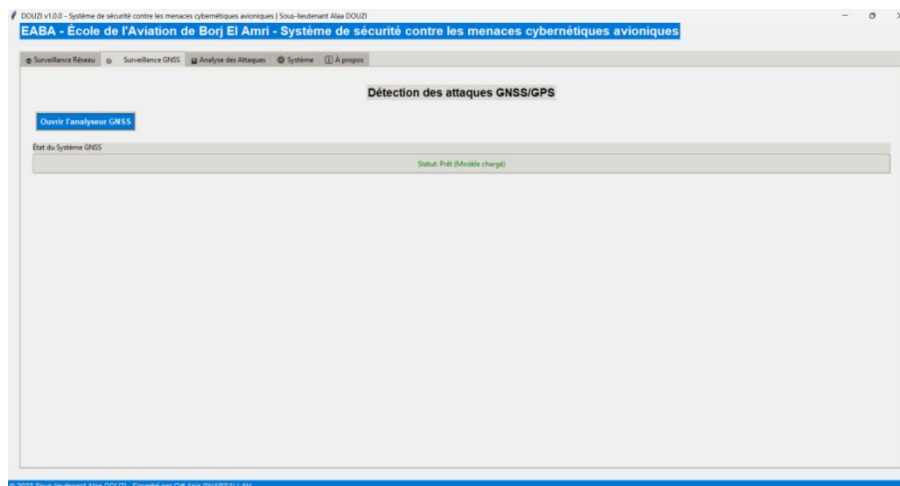 DOUZI v1.0.0 - Système de sécurité contre les menaces cybernétiques avioniques | Sous-lieutenant Alaa DOUZI
EABA - École de l'Aviation de Borj El Amri - Système de sécurité contre les menaces cybernétiques avioniques
Surveillance Réseau Surveillance GNSS Analyse des Attaques Système À propos
Détection des attaques GNSS/GPS
Ouvrir l'analyseur GNSS
État du Système GNSS
Statut: Prêt (Modèle chargé)